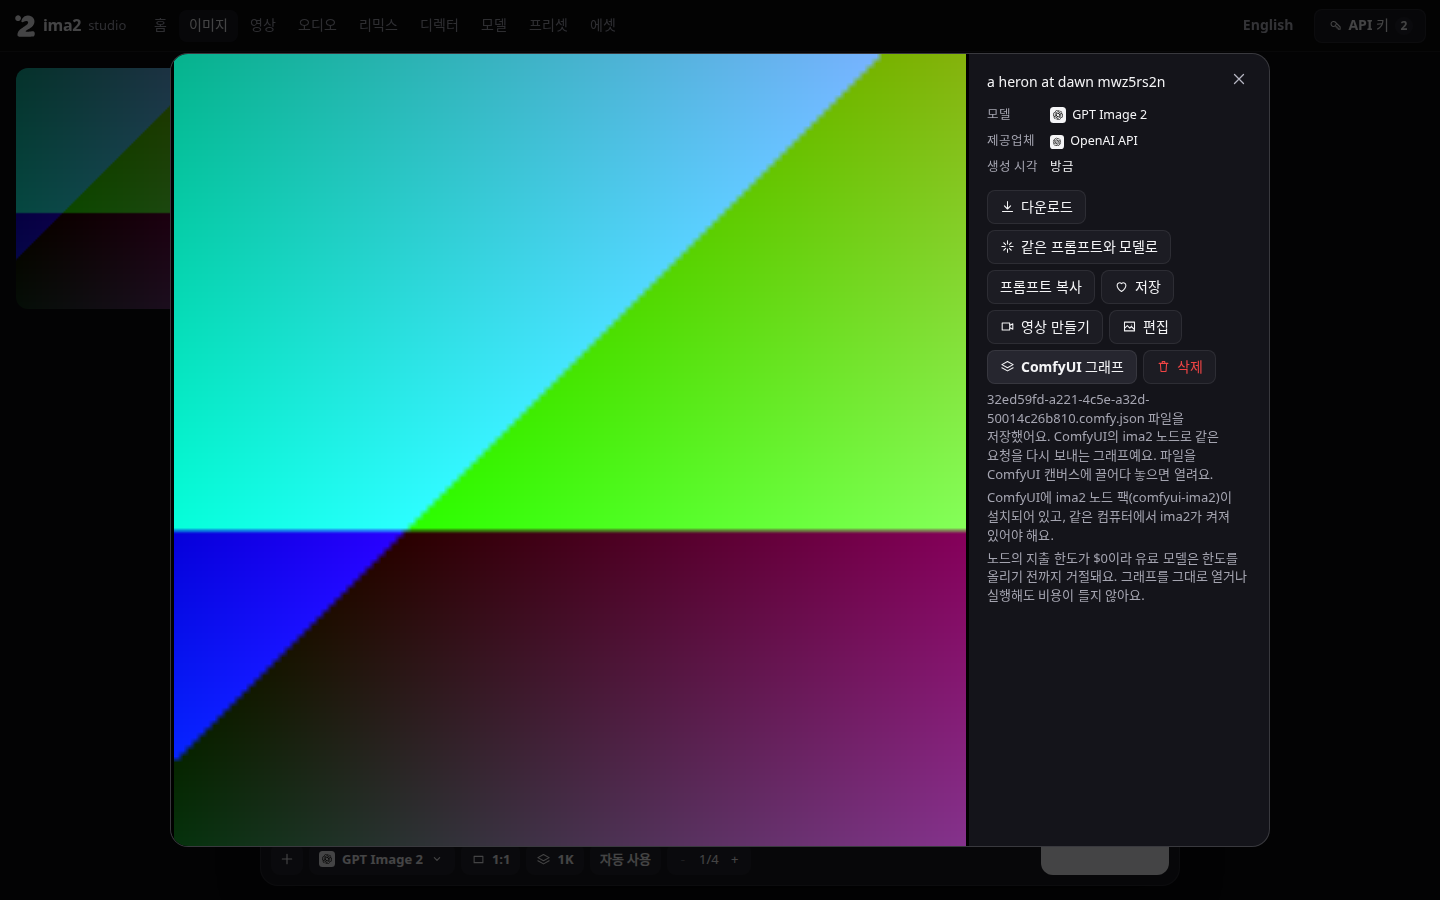 ima2 studio 홈 이미지 영상 오디오 리믹스 디렉터 모델 프리셋 에셋 English API 키 2
a heron at dawn mwz5rs2n
모델 GPT Image 2
제공업체 OpenAI API
생성 시각 방금
다운로드
같은 프롬프트와 모델로
프롬프트 복사 저장
영상 만들기 편집
ComfyUI 그래프 삭제
32ed59fd-a221-4c5e-a32d-
50014c26b810.comfy.json 파일을
저장했어요. ComfyUI의 ima2 노드로 같은
요청을 다시 보내는 그래프예요. 파일을
ComfyUI 캔버스에 끌어다 놓으면 열려요.
ComfyUI에 ima2 노드 팩(comfyui-ima2)이
설치되어 있고, 같은 컴퓨터에서 ima2가 켜져
있어야 해요.
노드의 지출 한도가 $0이라 유료 모델은 한도를
올리기 전까지 거절돼요. 그래프를 그대로 열거나
실행해도 비용이 들지 않아요.
+ GPT Image 2 1:1 1K 자동 사용 - 1/4 +